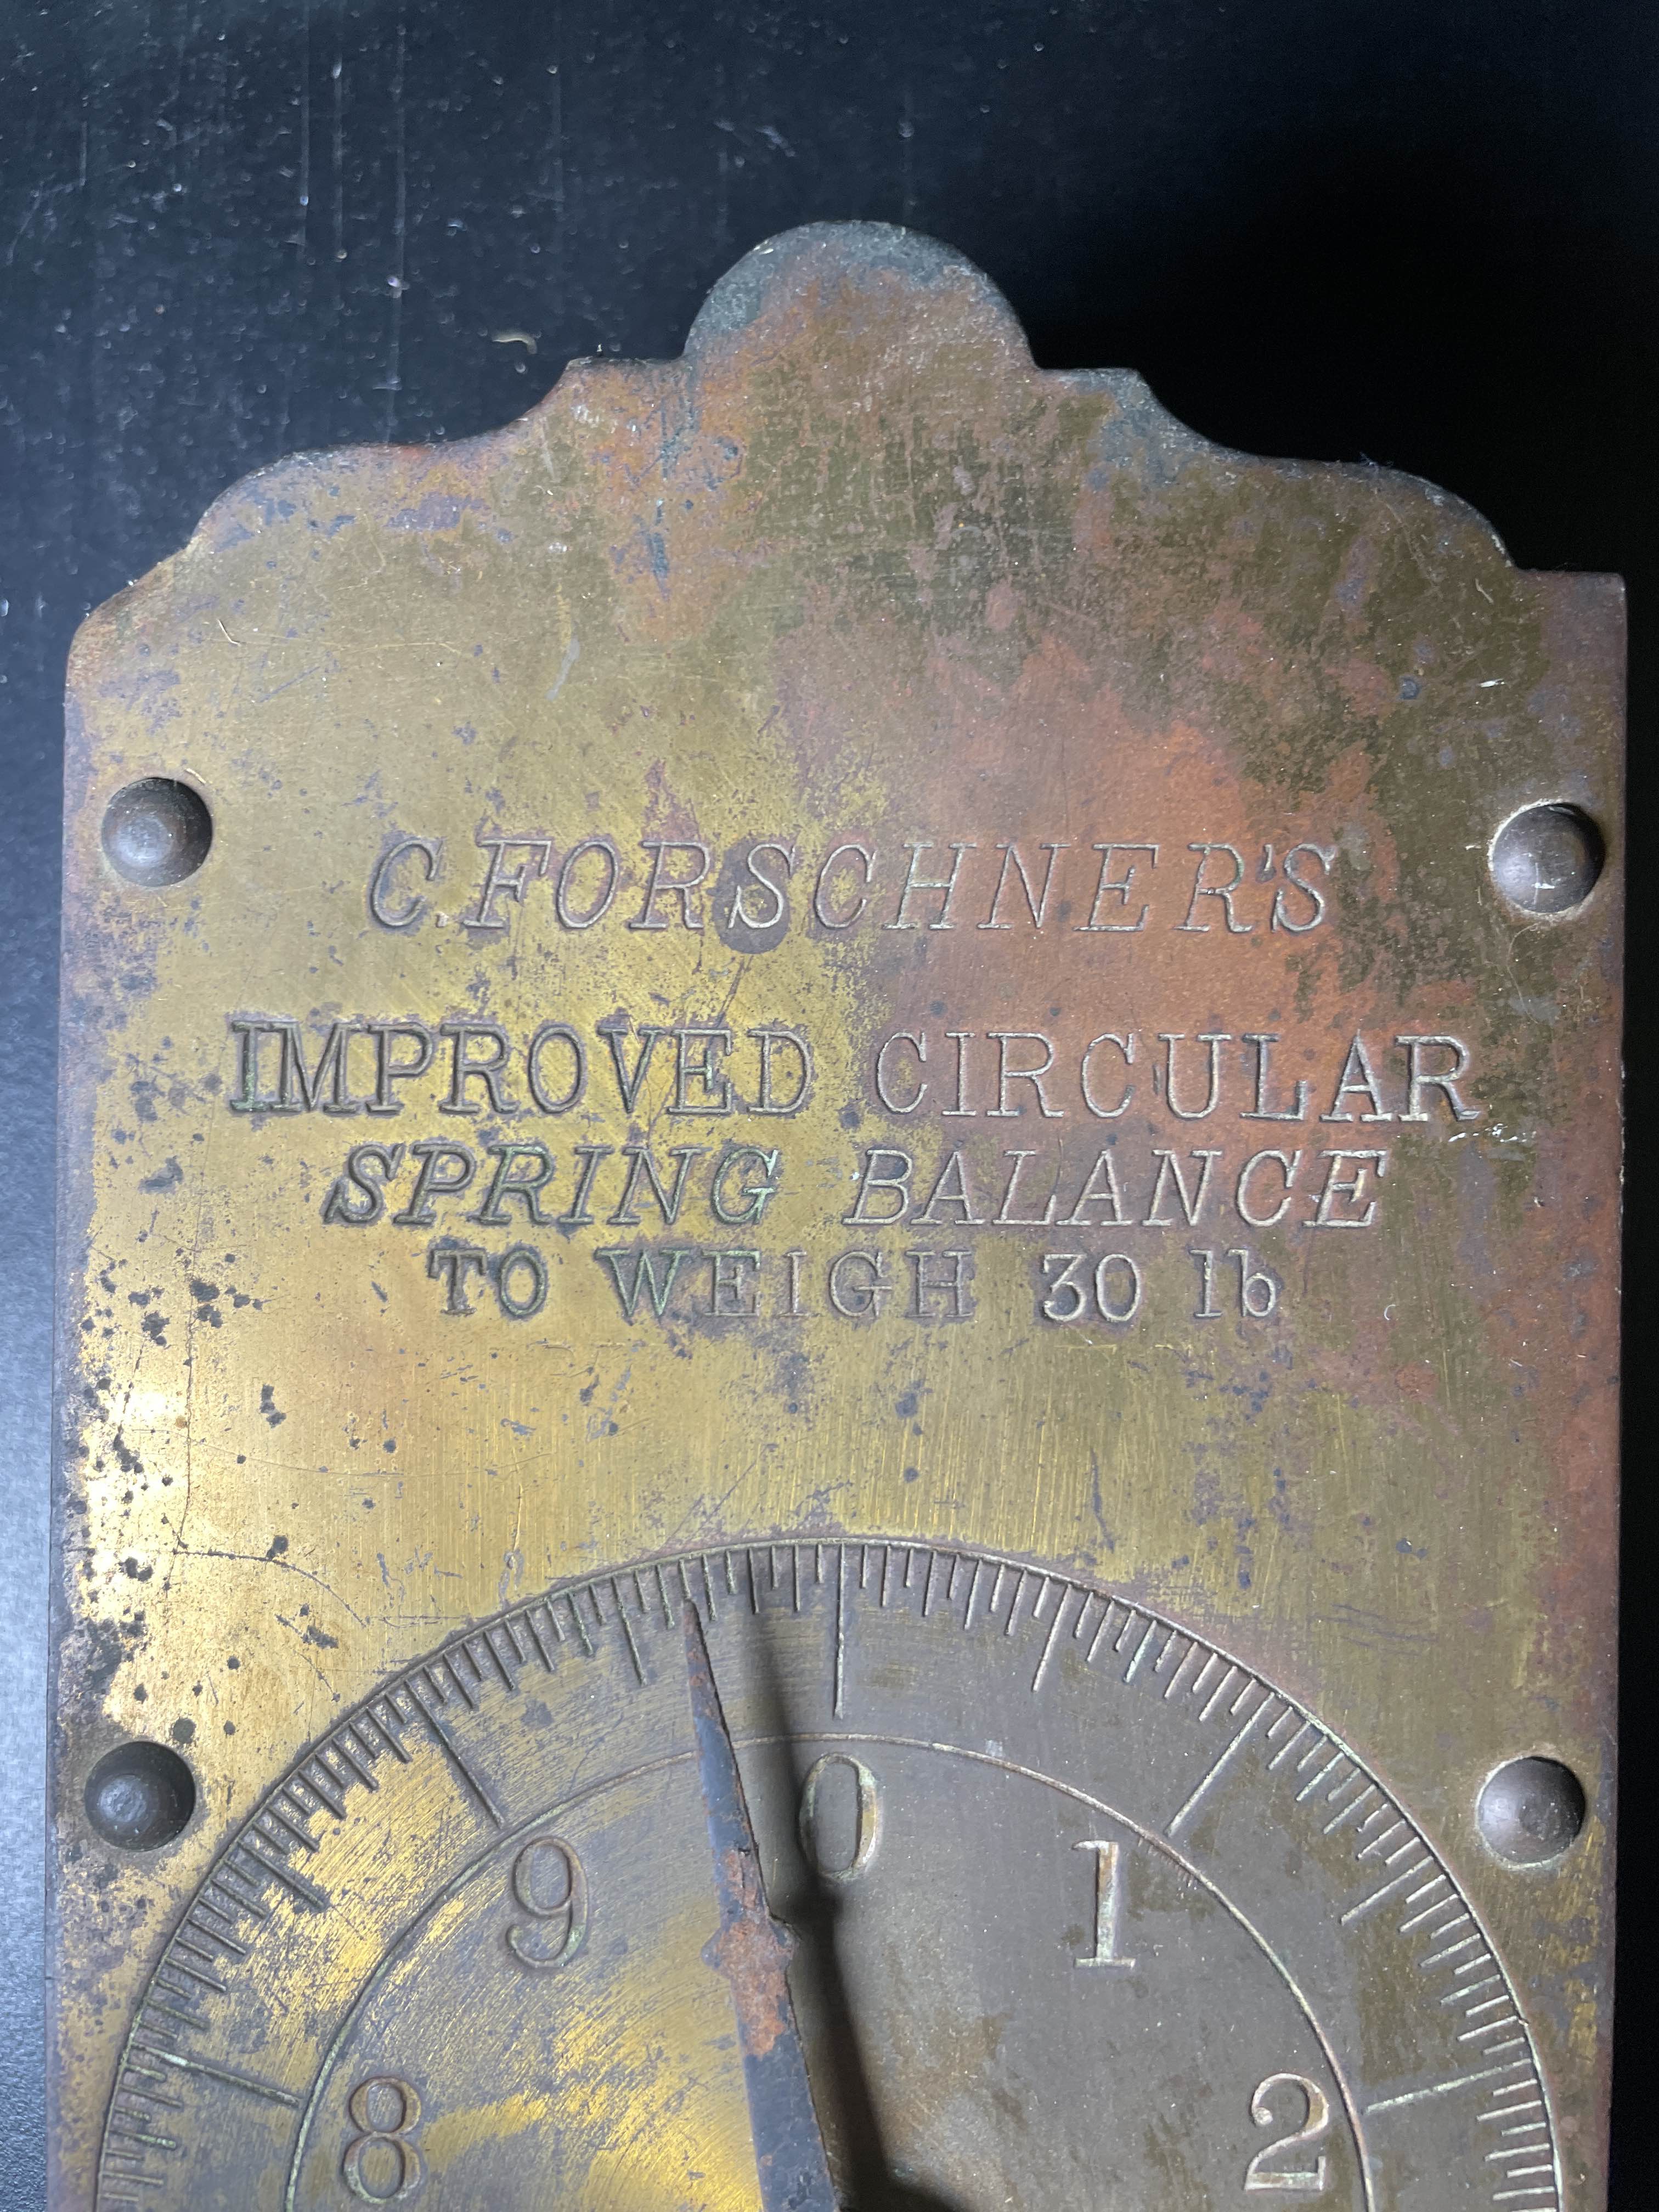 C. FORSCHNER'S
IMPROVED CIRCULAR
SPRING BALANCE
TO WEIGH 30 lb
0
9 1
8 2